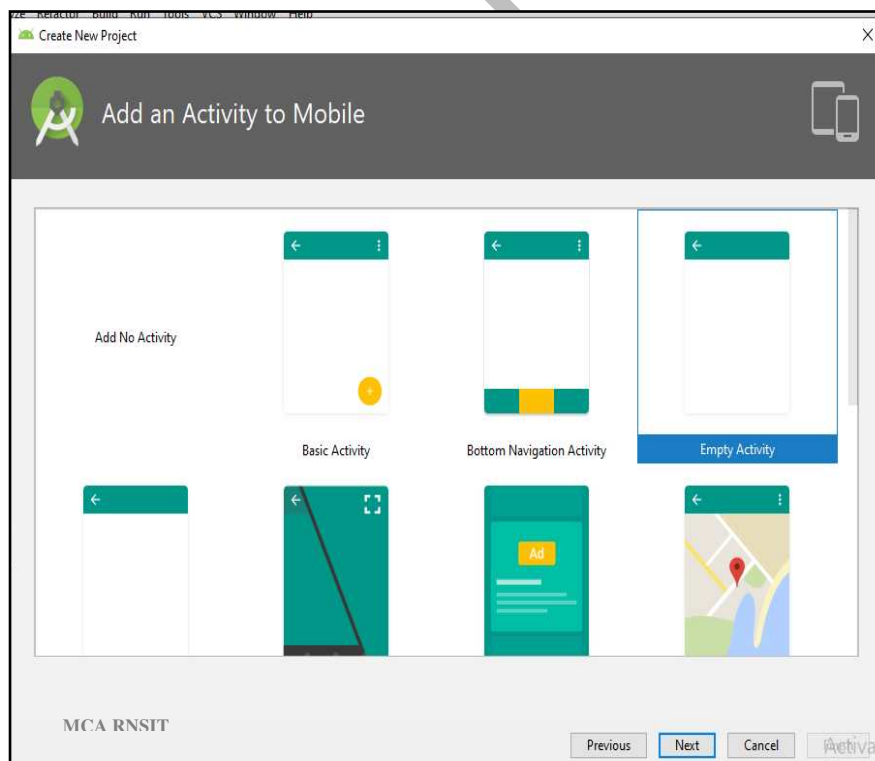 Refactor Build Run Tools VCS Window Help
Create New Project
Add an Activity to Mobile
Add No Activity
Basic Activity
Bottom Navigation Activity
Empty Activity
Ad
MCA RNSIT
Previous
Next
Cancel